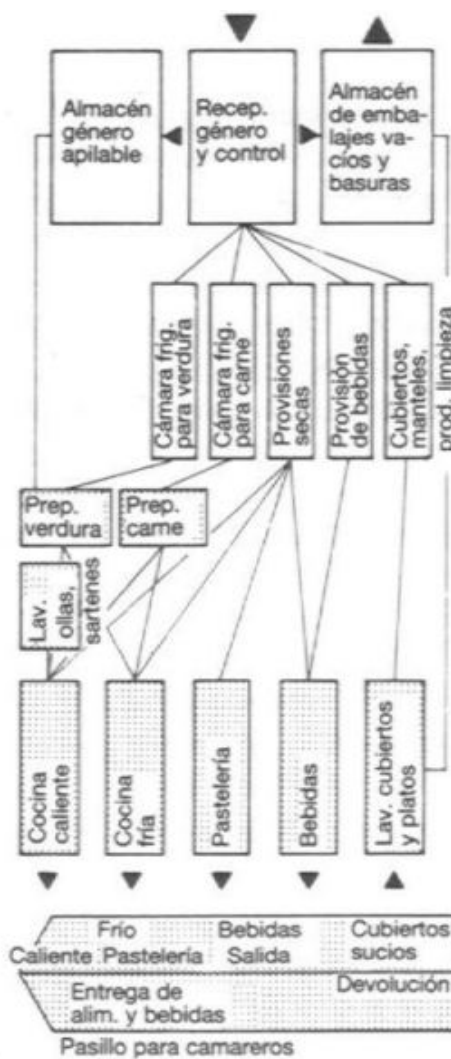 Almacén
género
apilable
Recep.
género
y control
Almacén
de emba-
lajes va-
cíos y
basuras
Cámara frig.
para verdura
Cámara frig.
para carne
Provisiones
secas
Provisión
de bebidas
Cubiertos,
manteles,
prod. limpieza
Prep.
verdura
Prep.
carne
Lav.
ollas,
sartenes
Cocina
caliente
Cocina
fría
Pastelería
Bebidas
Lav. cubiertos
y platos
Frío
Bebidas
Cubiertos
Caliente
Pastelería
Salida
sucios
Entrega de
alim. y bebidas
Devolución
Pasillo para camareros